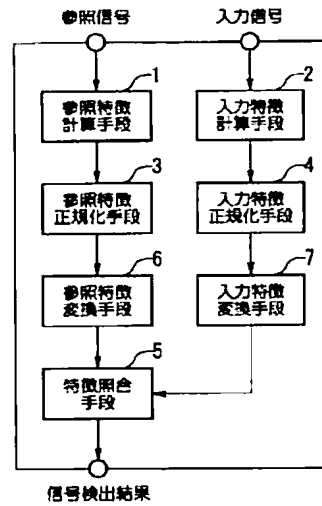 参照信号
入力信号
1
参照特徴
計算手段
2
入力特徴
計算手段
3
参照特徴
正規化手段
4
入力特徴
正規化手段
6
参照特徴
変換手段
7
入力特徴
変換手段
5
特徴照合
手段
信号検出結果